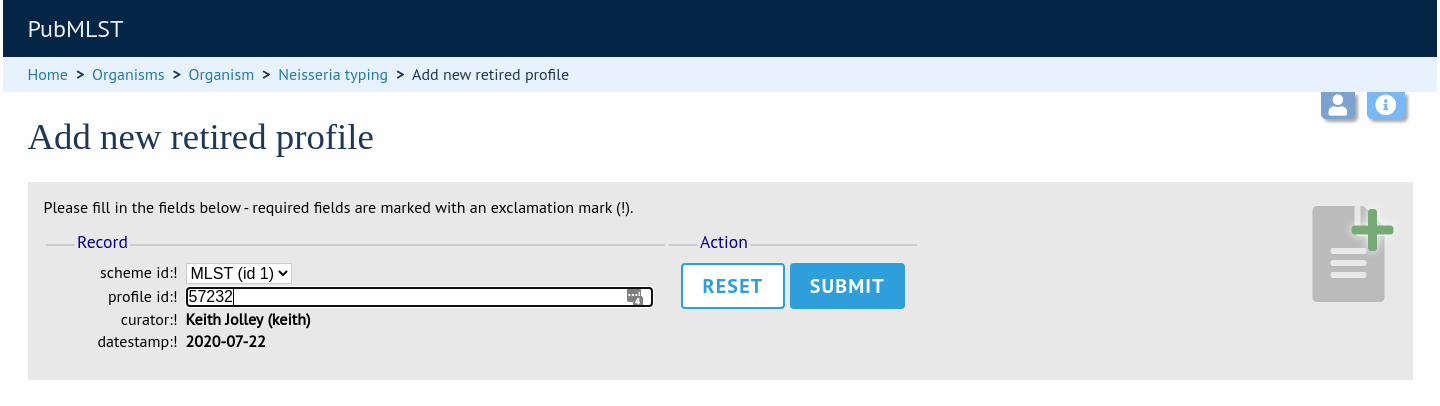 PubMLST
Home > Organisms > Organism > Neisseria typing > Add new retired profile
Add new retired profile
Please fill in the fields below - required fields are marked with an exclamation mark (!).
Record
scheme id:! MLST (id 1)
profile id:! 57232
curator:! Keith Jolley (keith)
datestamp:! 2020-07-22
Action
RESET SUBMIT